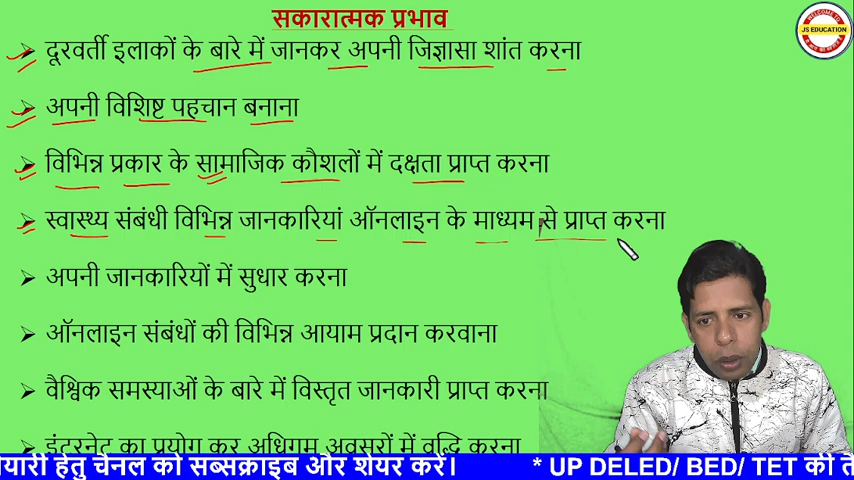 सकारात्मक प्रभाव
WELCOME TO
JS EDUCATION
➢ दूरवर्ती इलाकों के बारे में जानकर अपनी जिज्ञासा शांत करना
➢ अपनी विशिष्ट पहचान बनाना
➢ विभिन्न प्रकार के सामाजिक कौशलों में दक्षता प्राप्त करना
➢ स्वास्थ्य संबंधी विभिन्न जानकारियां ऑनलाइन के माध्यम से प्राप्त करना
➢ अपनी जानकारियों में सुधार करना
➢ ऑनलाइन संबंधों की विभिन्न आयाम प्रदान करवाना
➢ वैश्विक समस्याओं के बारे में विस्तृत जानकारी प्राप्त करना
➢ इंटरनेट का प्रयोग कर अधिगम अवसरों में वृद्धि करना
यारी हेतु चैनल को सब्सक्राइब और शेयर करें। * UP DELED/ BED/ TET की तै